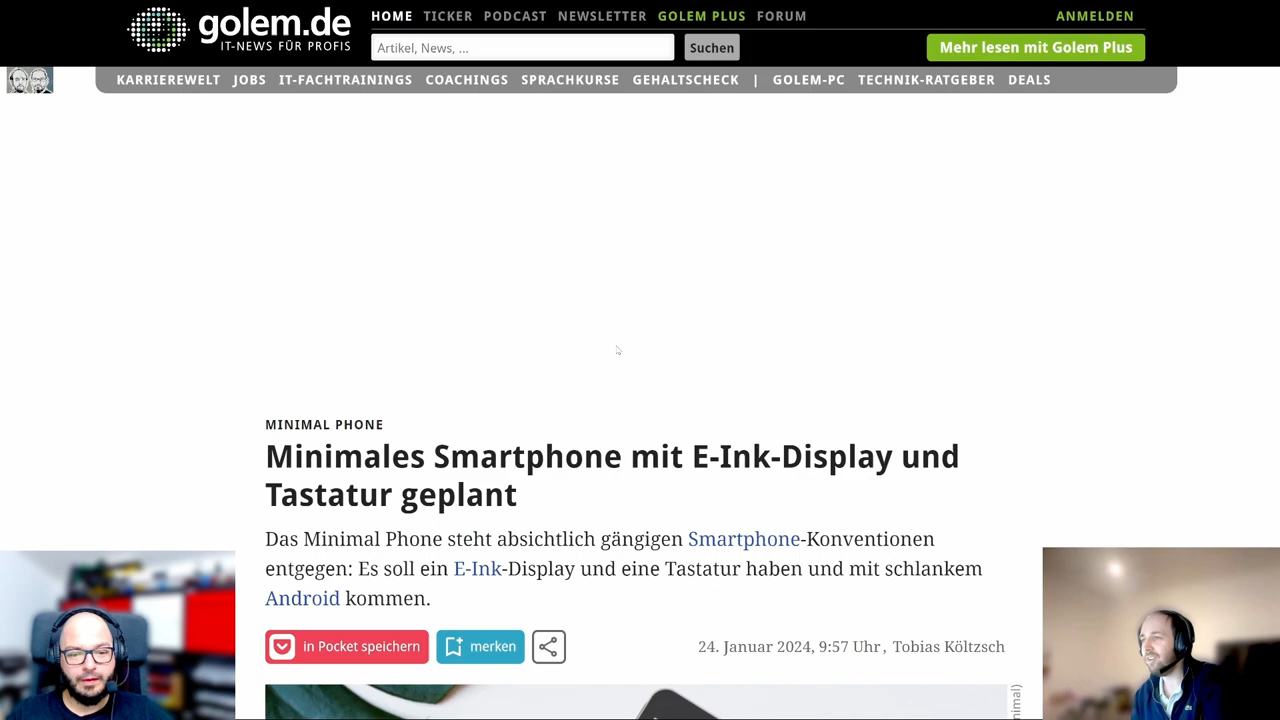 golem.de
IT-NEWS FÜR PROFIS
HOME TICKER PODCAST NEWSLETTER GOLEM PLUS FORUM
ANMELDEN
Artikel, News, ...
Suchen
Mehr lesen mit Golem Plus
KARRIEREWELT JOBS IT-FACHTRAININGS COACHINGS SPRACHKURSE GEHALTSCHECK | GOLEM-PC TECHNIK-RATGEBER DEALS
MINIMAL PHONE
Minimales Smartphone mit E-Ink-Display und
Tastatur geplant
Das Minimal Phone steht absichtlich gängigen Smartphone-Konventionen
entgegen: Es soll ein E-Ink-Display und eine Tastatur haben und mit schlankem
Android kommen.
in Pocket speichern
merken
24. Januar 2024, 9:57 Uhr, Tobias Költzsch